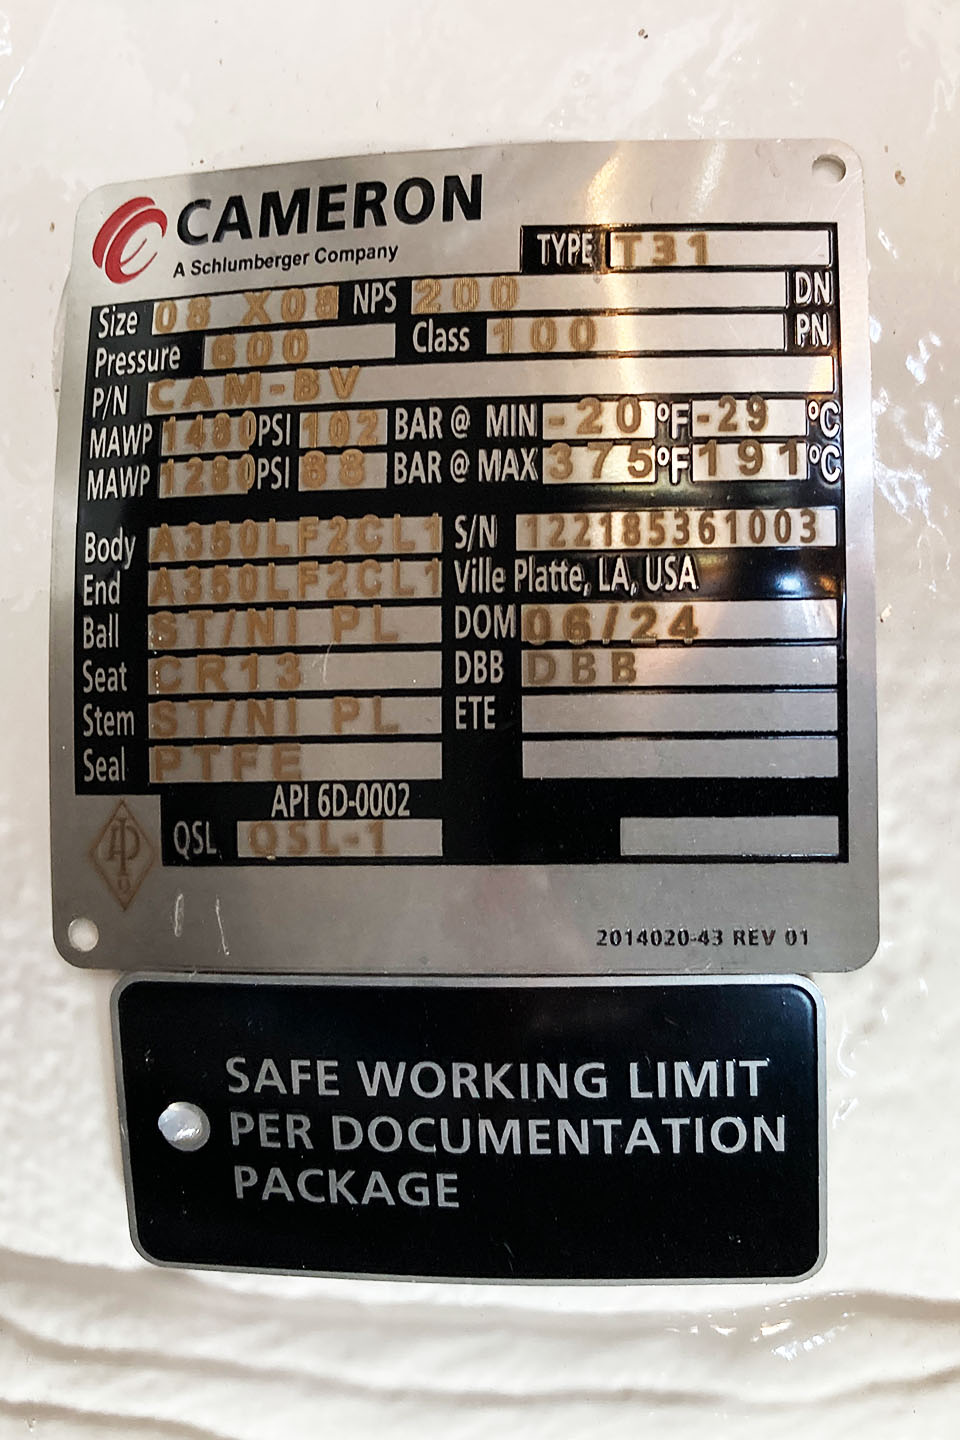 CAMERON
A Schlumberger Company
TYPE T31
Size 08 X08 NPS 200 DN
Pressure 600 Class 100 PN
P/N CAM-BV
MAWP 1480 PSI 102 BAR @ MIN -20 °F -29 °C
MAWP 1280 PSI 88 BAR @ MAX 375 °F 191 °C
Body A350LF2CL1 S/N 122185361003
End A350LF2CL1 Ville Platte, LA, USA
Ball ST/NI PL DOM 06/24
Seat CR13 DBB DBB
Stem ST/NI PL ETE
Seal PTFE
API 6D-0002
QSL QSL-1
2014020-43 REV 01
SAFE WORKING LIMIT
PER DOCUMENTATION
PACKAGE